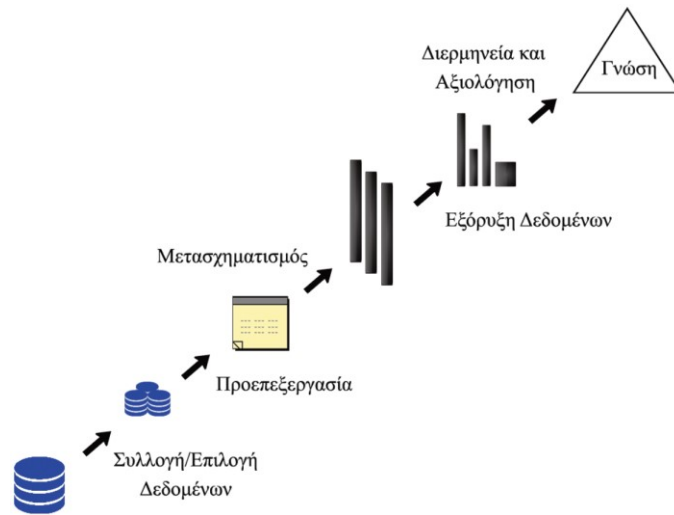 Διερμηνεία και
Αξιολόγηση
Γνώση
Εξόρυξη Δεδομένων
Μετασχηματισμός
Προεπεξεργασία
Συλλογή/Επιλογή
Δεδομένων